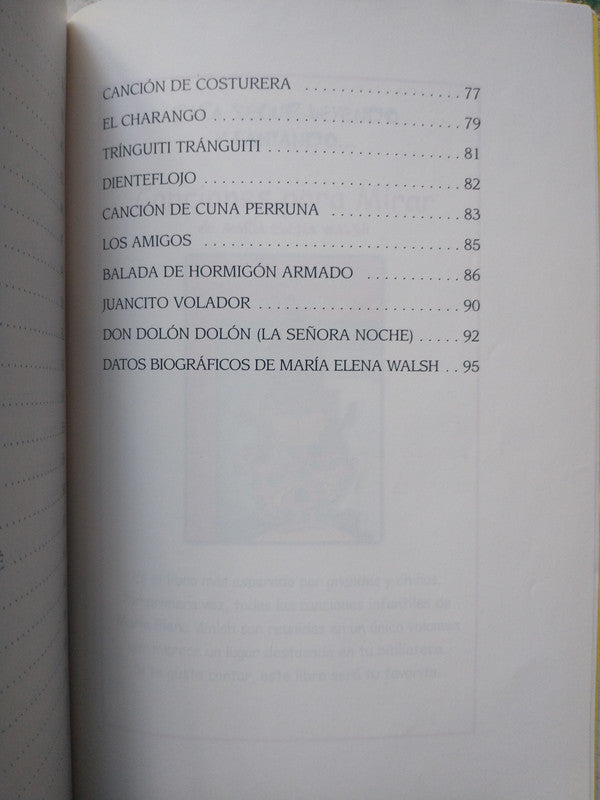 CANCIÓN DE COSTURERA . . . . . . . . . . . . . . . . . . . . 77
EL CHARANGO . . . . . . . . . . . . . . . . . . . . . . . . . . . . . . . . 79
TRÍNGUITI TRÁNGUITI . . . . . . . . . . . . . . . . . . . . . . . . 81
DIENTEFLOJO . . . . . . . . . . . . . . . . . . . . . . . . . . . . . . . . . 82
CANCIÓN DE CUNA PERRUNA . . . . . . . . . . . . . . . . 83
LOS AMIGOS . . . . . . . . . . . . . . . . . . . . . . . . . . . . . . . . 85
BALADA DE HORMIGÓN ARMADO . . . . . . . . . . . 86
JUANCITO VOLADOR . . . . . . . . . . . . . . . . . . . . . . . . . 90
DON DOLÓN DOLÓN (LA SEÑORA NOCHE) . . . . . 92
DATOS BIOGRÁFICOS DE MARÍA ELENA WALSH . . 95